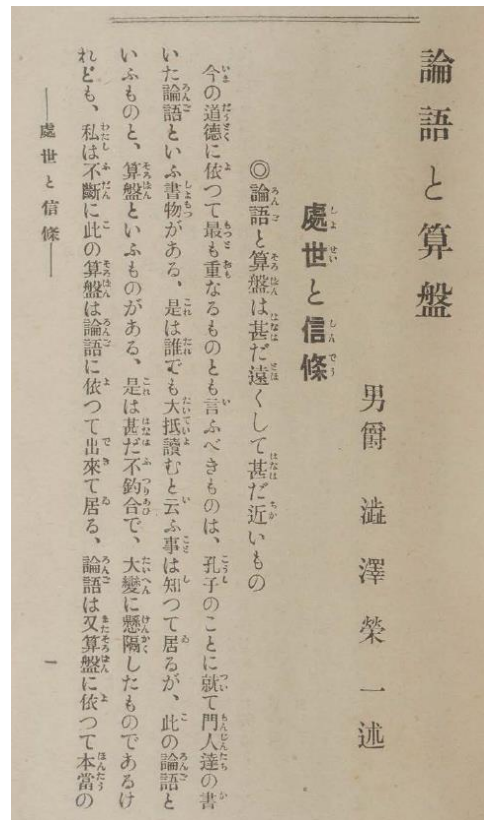 論語と算盤
男爵 澁澤榮一述
處世と信條
◎論語と算盤は甚だ遠くして甚だ近いもの
今の道德に依つて最も重なるものとも言ふべきものは、孔子のことに就て門人達の書
いた論語といふ書物がある、是は誰でも大抵讀むと云ふ事は知つて居るが、此の論語と
いふものと、算盤といふものがある、是は甚だ不釣合で、大變に懸隔したものであるけ
れども、私は不斷に此の算盤は論語に依つて出來て居る、論語は又算盤に依つて本當の
――處世と信條――
一